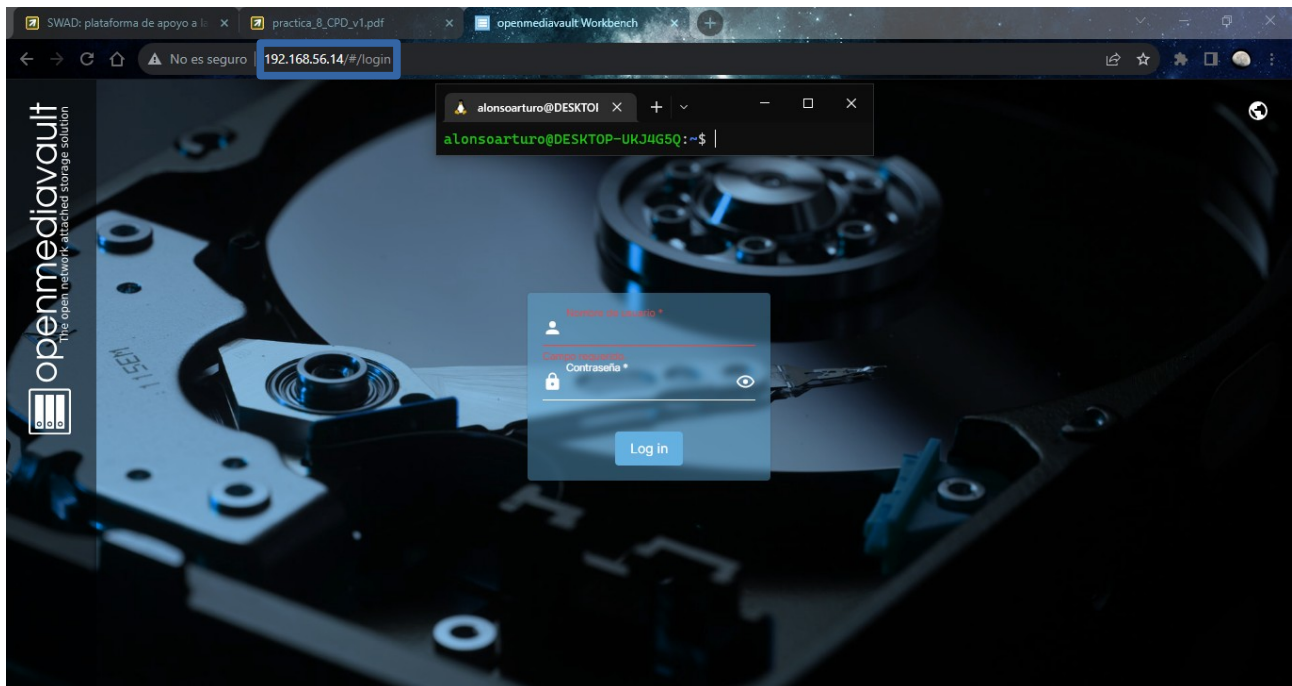 SWAD: plataforma de apoyo a la
practica_8_CPD_v1.pdf
openmediavault Workbench
No es seguro
192.168.56.14/#/login
alonsoarturo@DESKTOP
alonsoarturo@DESKTOP-UKJ4G5Q:~$
openmediavault
The open network attached storage solution
Nombre de usuario *
Campo requerido
Contraseña *
Log in